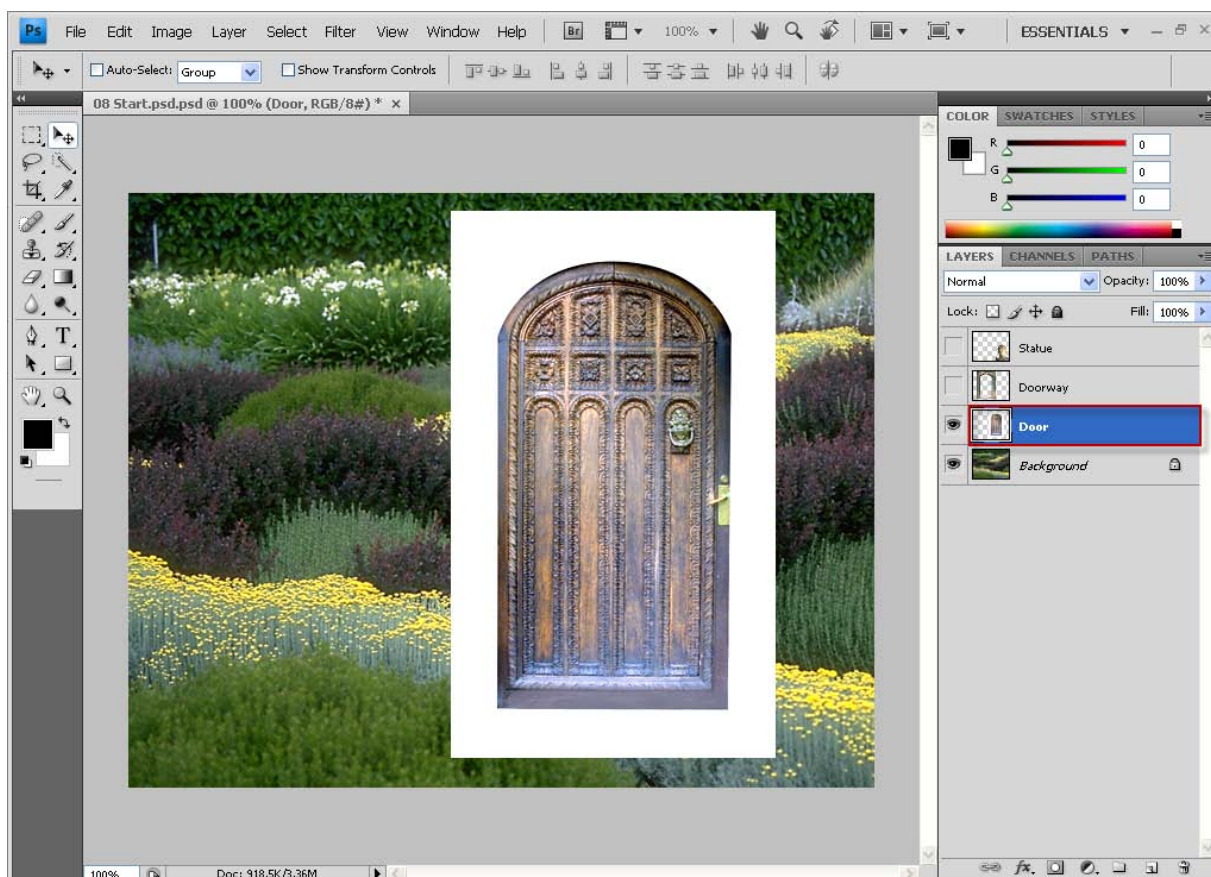 Ps File Edit Image Layer Select Filter View Window Help Br 100% ESSENTIALS
Auto-Select: Group Show Transform Controls
08 Start.psd.psd @ 100% (Door, RGB/8#) * ×
COLOR SWATCHES STYLES
R 0
G 0
B 0
LAYERS CHANNELS PATHS
Normal Opacity: 100%
Lock: Fill: 100%
Statue
Doorway
Door
Background
T
fx.
100% Doc: 918.5K/3.36M